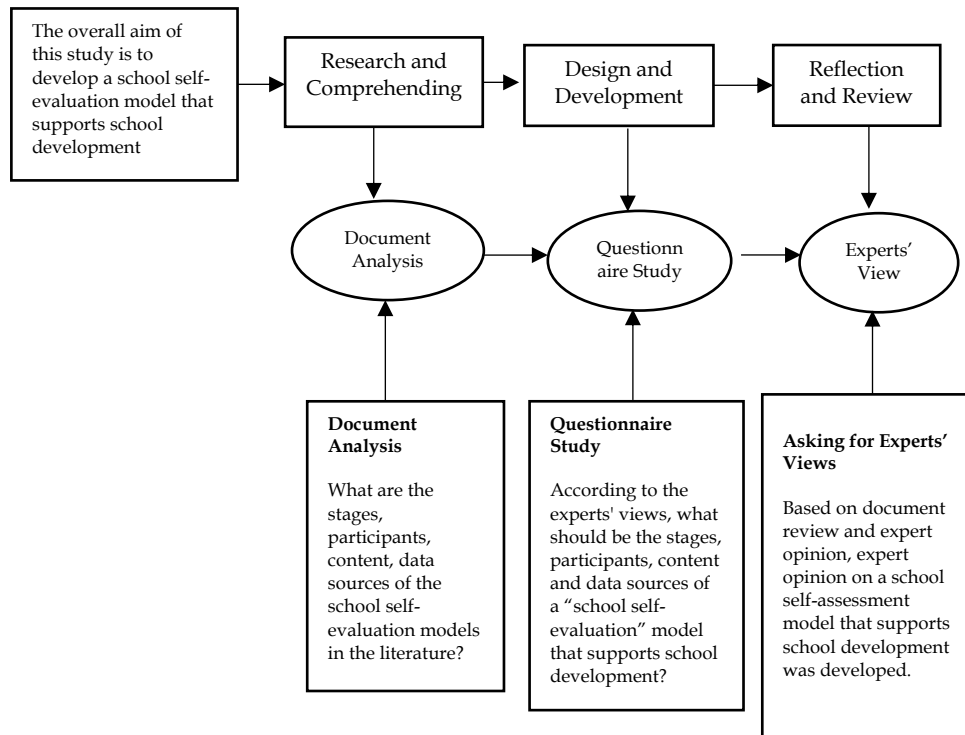 The overall aim of
this study is to
develop a school self-
evaluation model that
supports school
development
Research and
Comprehending
Design and
Development
Reflection
and Review
Document
Analysis
Questionn
aire Study
Experts’
View
Document
Analysis
What are the
stages,
participants,
content, data
sources of the
school self-
evaluation models
in the literature?
Questionnaire
Study
According to the
experts' views, what
should be the stages,
participants, content
and data sources of
a “school self-
evaluation” model
that supports school
development?
Asking for Experts’
Views
Based on document
review and expert
opinion, expert
opinion on a school
self-assessment
model that supports
school development
was developed.